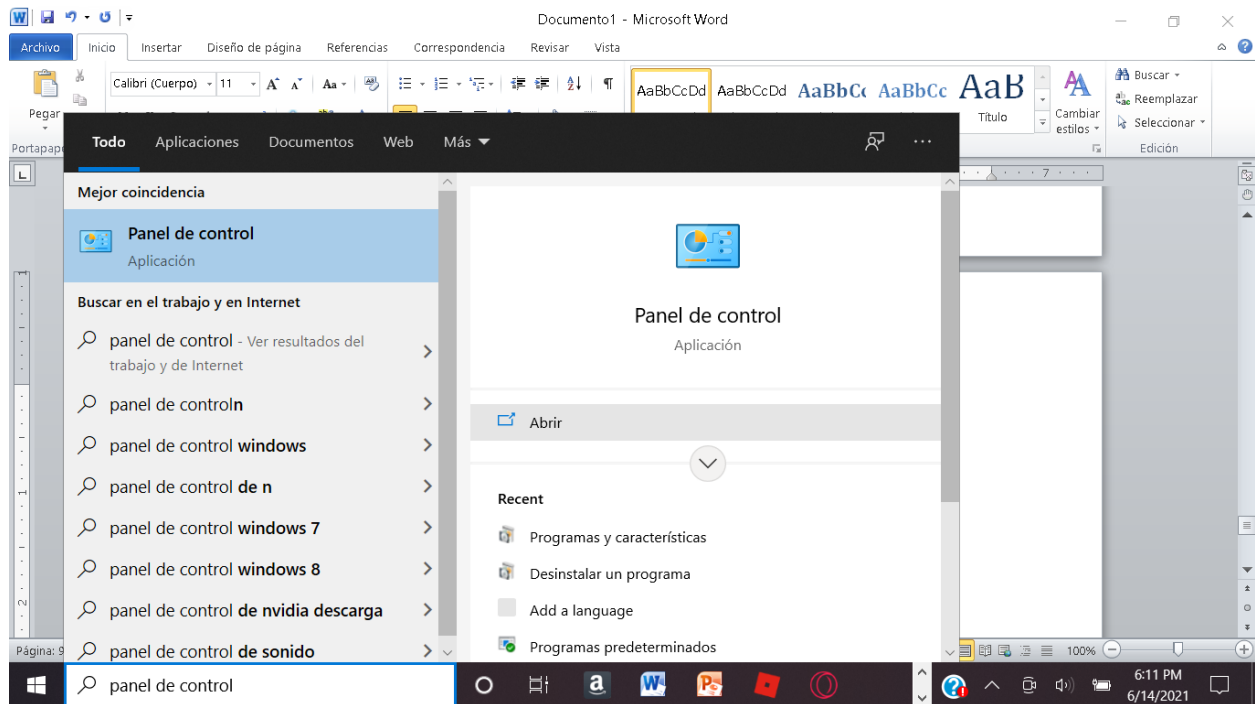 Documento1 - Microsoft Word
Archivo Inicio Insertar Diseño de página Referencias Correspondencia Revisar Vista
Calibri (Cuerpo) 11 Aa
AaBbCcDd AaBbCcDd AaBbCc AaBbCc AaB
Pegar
Título
Cambiar estilos
Buscar
Reemplazar
Seleccionar
Portapap
Edición
Todo Aplicaciones Documentos Web Más
7
Mejor coincidencia
Panel de control
Aplicación
Buscar en el trabajo y en Internet
panel de control - Ver resultados del
trabajo y de Internet
panel de controln
panel de control windows
panel de control de n
panel de control windows 7
panel de control windows 8
panel de control de nvidia descarga
panel de control de sonido
Panel de control
Aplicación
Abrir
Recent
Programas y características
Desinstalar un programa
Add a language
Programas predeterminados
Página: 9
100%
panel de control
6:11 PM
6/14/2021